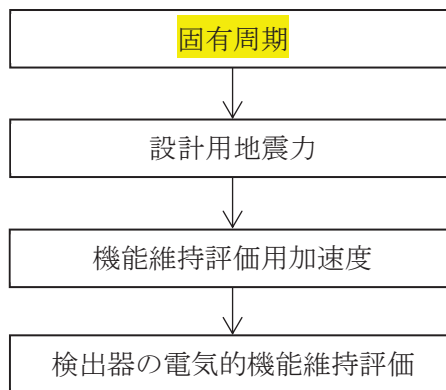 固有周期
設計用地震力
機能維持評価用加速度
検出器の電気的機能維持評価